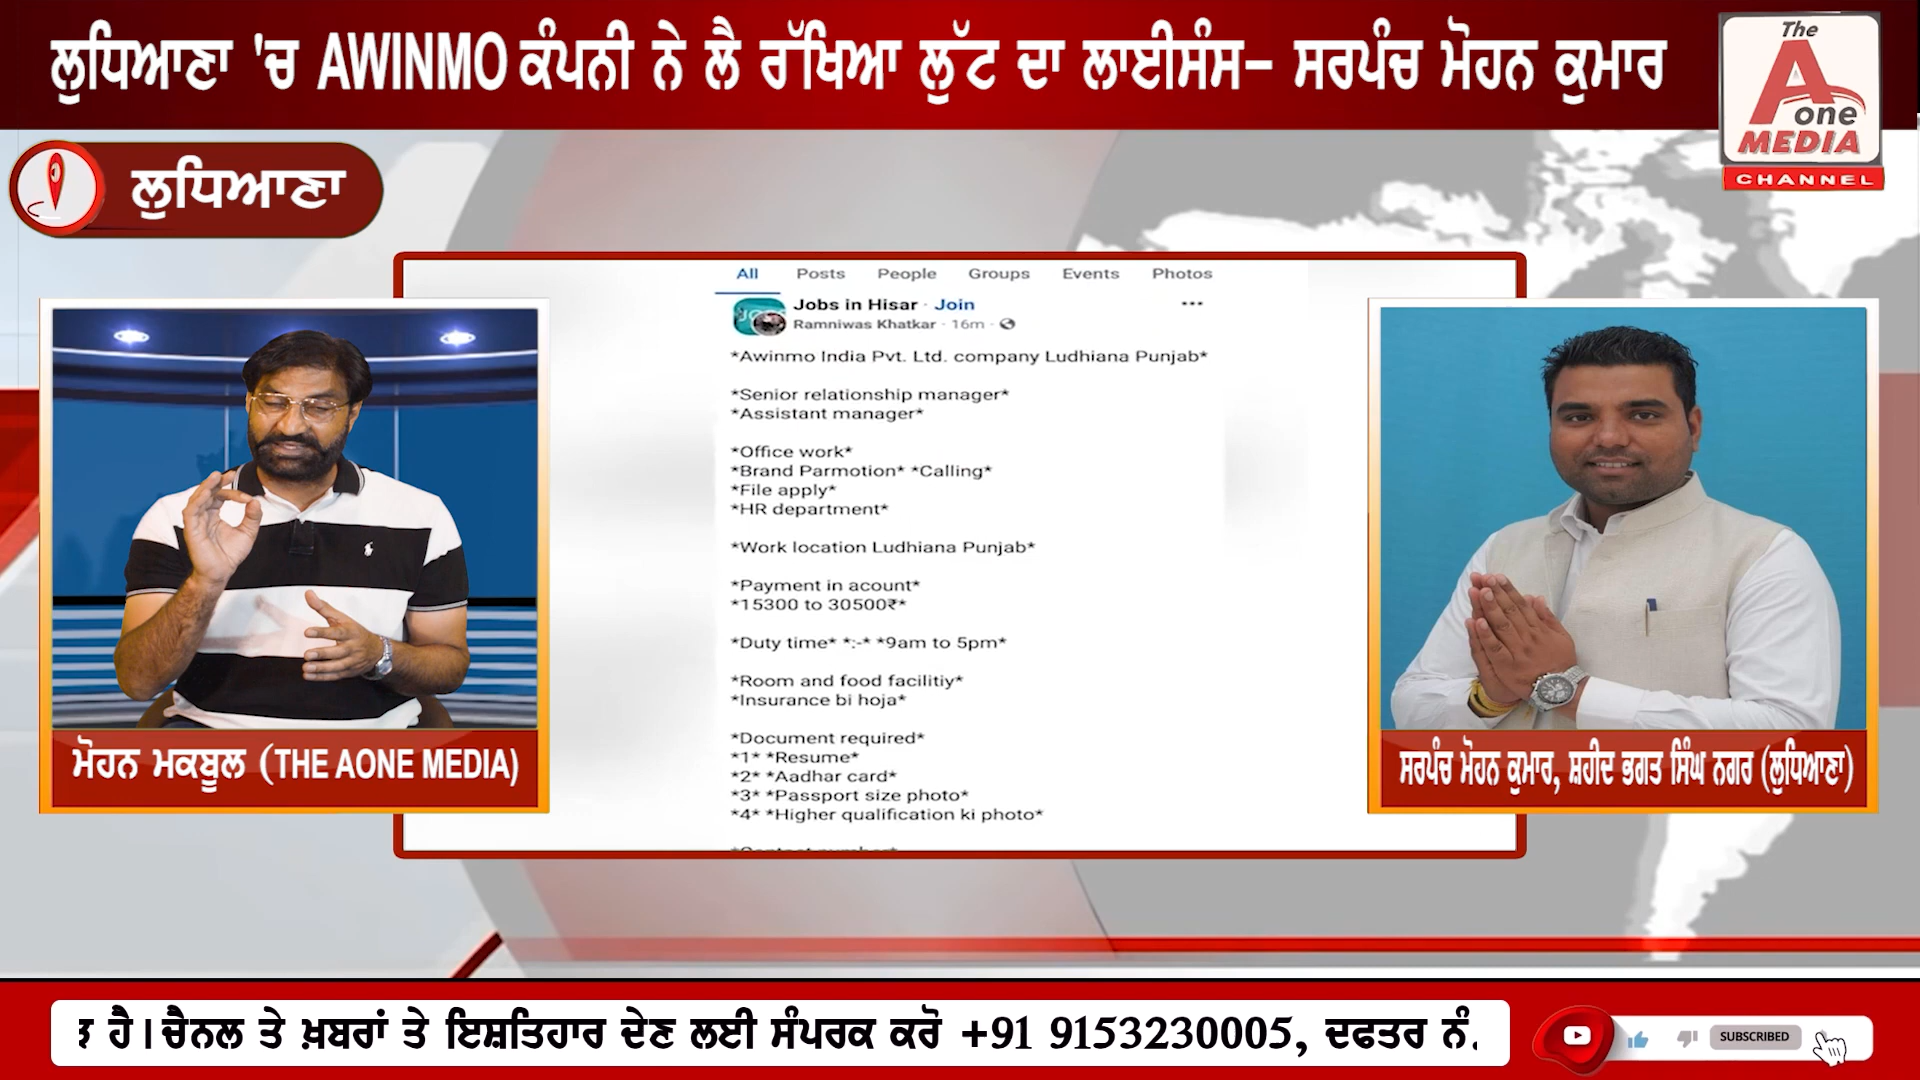 ਲੁਧਿਆਣਾ 'ਚ AWINMO ਕੰਪਨੀ ਨੇ ਲੈ ਰੱਖਿਆ ਲੁੱਟ ਦਾ ਲਾਈਸੰਸ- ਸਰਪੰਚ ਮੋਹਨ ਕੁਮਾਰ
The
A one
MEDIA
CHANNEL
ਲੁਧਿਆਣਾ
All Posts People Groups Events Photos
Jobs in Hisar · Join
Ramniwas Khatkar · 16m ·
*Awinmo India Pvt. Ltd. company Ludhiana Punjab*
*Senior relationship manager*
*Assistant manager*
*Office work*
*Brand Parmotion* *Calling*
*File apply*
*HR department*
*Work location Ludhiana Punjab*
*Payment in acount*
*15300 to 30500₹*
*Duty time* *:-* *9am to 5pm*
*Room and food facilitiy*
*Insurance bi hoja*
*Document required*
*1* *Resume*
*2* *Aadhar card*
*3* *Passport size photo*
*4* *Higher qualification ki photo*
ਮੋਹਨ ਮਕਬੂਲ (THE AONE MEDIA)
ਸਰਪੰਚ ਮੋਹਨ ਕੁਮਾਰ, ਸ਼ਹੀਦ ਭਗਤ ਸਿੰਘ ਨਗਰ (ਲੁਧਿਆਣਾ)
ਹੈ।ਚੈਨਲ ਤੇ ਖ਼ਬਰਾਂ ਤੇ ਇਸ਼ਤਿਹਾਰ ਦੇਣ ਲਈ ਸੰਪਰਕ ਕਰੋ +91 9153230005, ਦਫਤਰ ਨੰ.
SUBSCRIBED